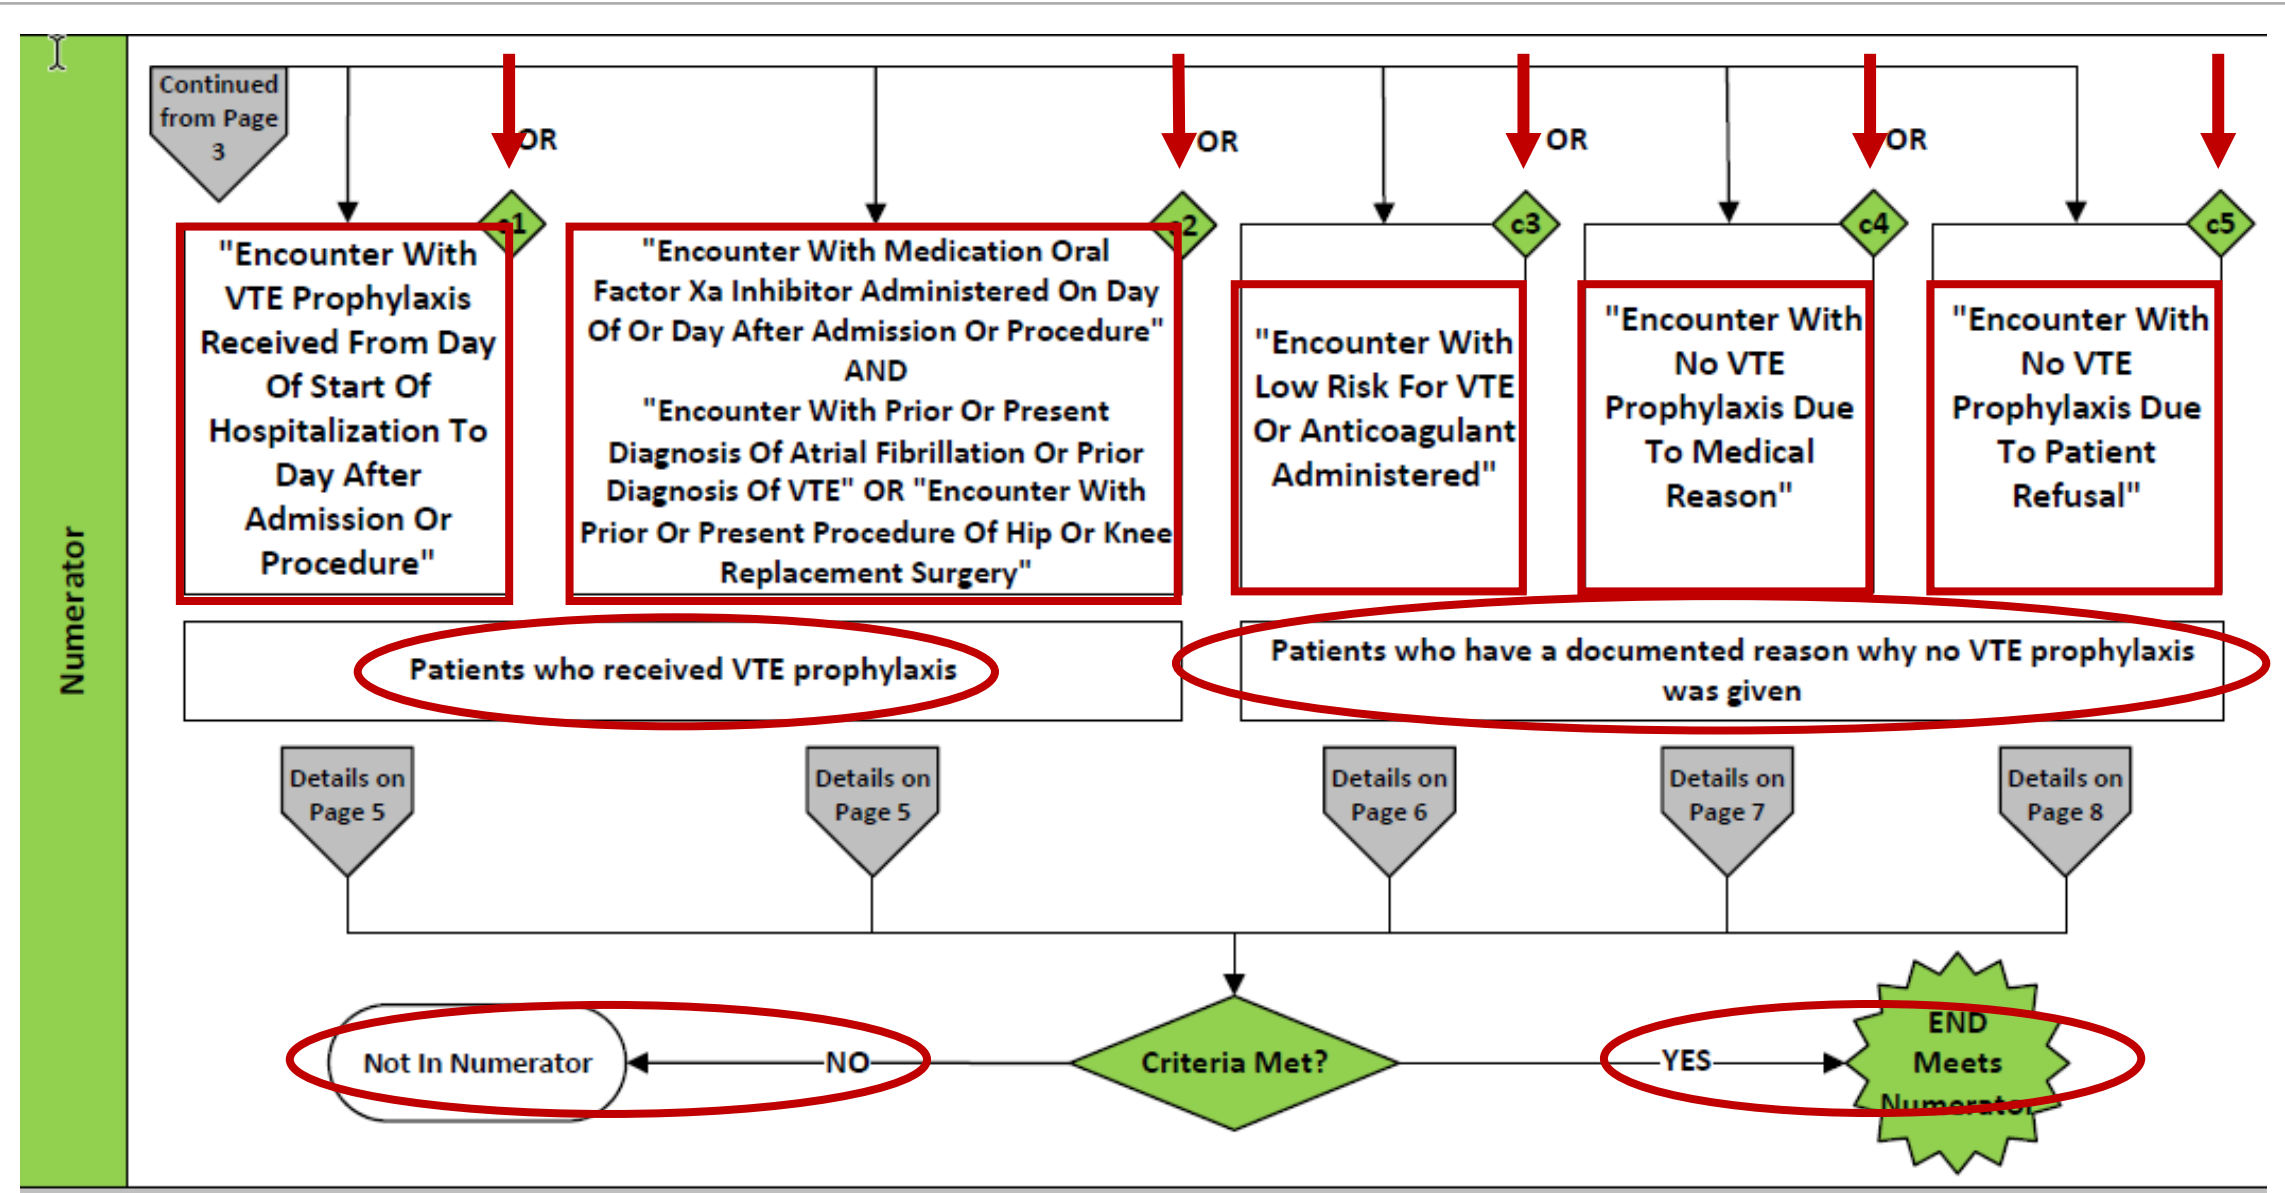 Numerator
Continued
from Page
3
OR
OR
OR
OR
c1
c2
c3
c4
c5
"Encounter With
VTE Prophylaxis
Received From Day
Of Start Of
Hospitalization To
Day After
Admission Or
Procedure"
"Encounter With Medication Oral
Factor Xa Inhibitor Administered On Day
Of Or Day After Admission Or Procedure"
AND
"Encounter With Prior Or Present
Diagnosis Of Atrial Fibrillation Or Prior
Diagnosis Of VTE" OR "Encounter With
Prior Or Present Procedure Of Hip Or Knee
Replacement Surgery"
"Encounter With
Low Risk For VTE
Or Anticoagulant
Administered"
"Encounter With
No VTE
Prophylaxis Due
To Medical
Reason"
"Encounter With
No VTE
Prophylaxis Due
To Patient
Refusal"
Patients who received VTE prophylaxis
Patients who have a documented reason why no VTE prophylaxis
was given
Details on
Page 5
Details on
Page 5
Details on
Page 6
Details on
Page 7
Details on
Page 8
Not In Numerator
NO
Criteria Met?
YES
END
Meets
Numerator